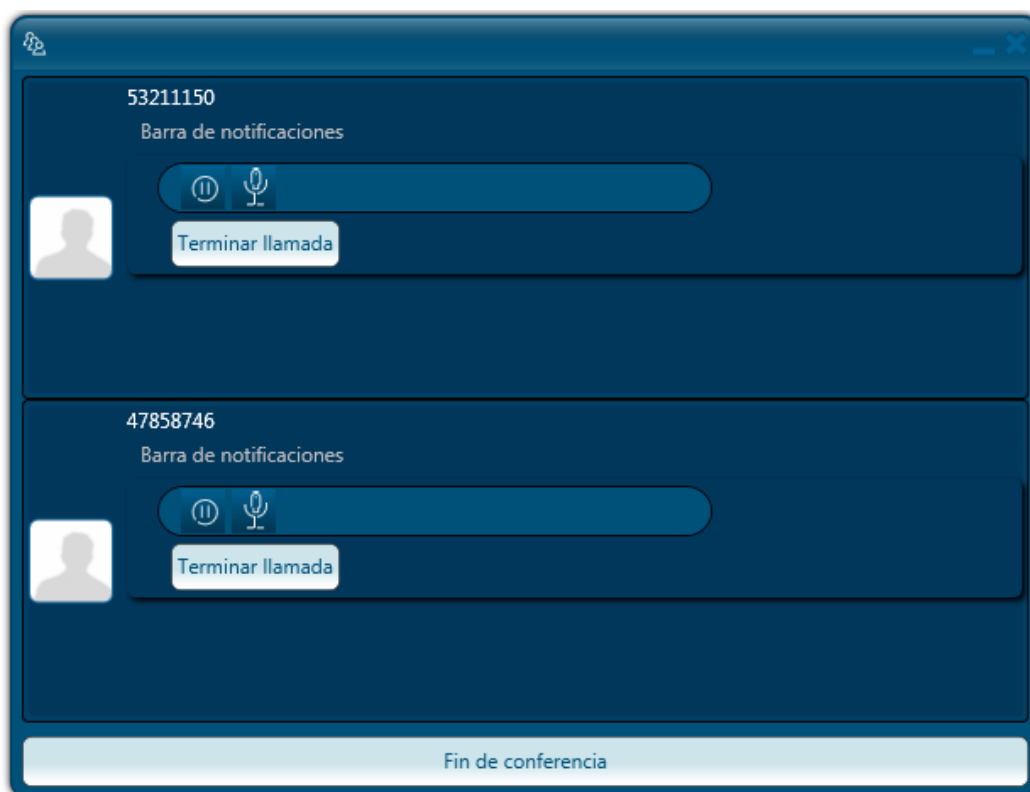 53211150
Barra de notificaciones
Terminar llamada
47858746
Barra de notificaciones
Terminar llamada
Fin de conferencia